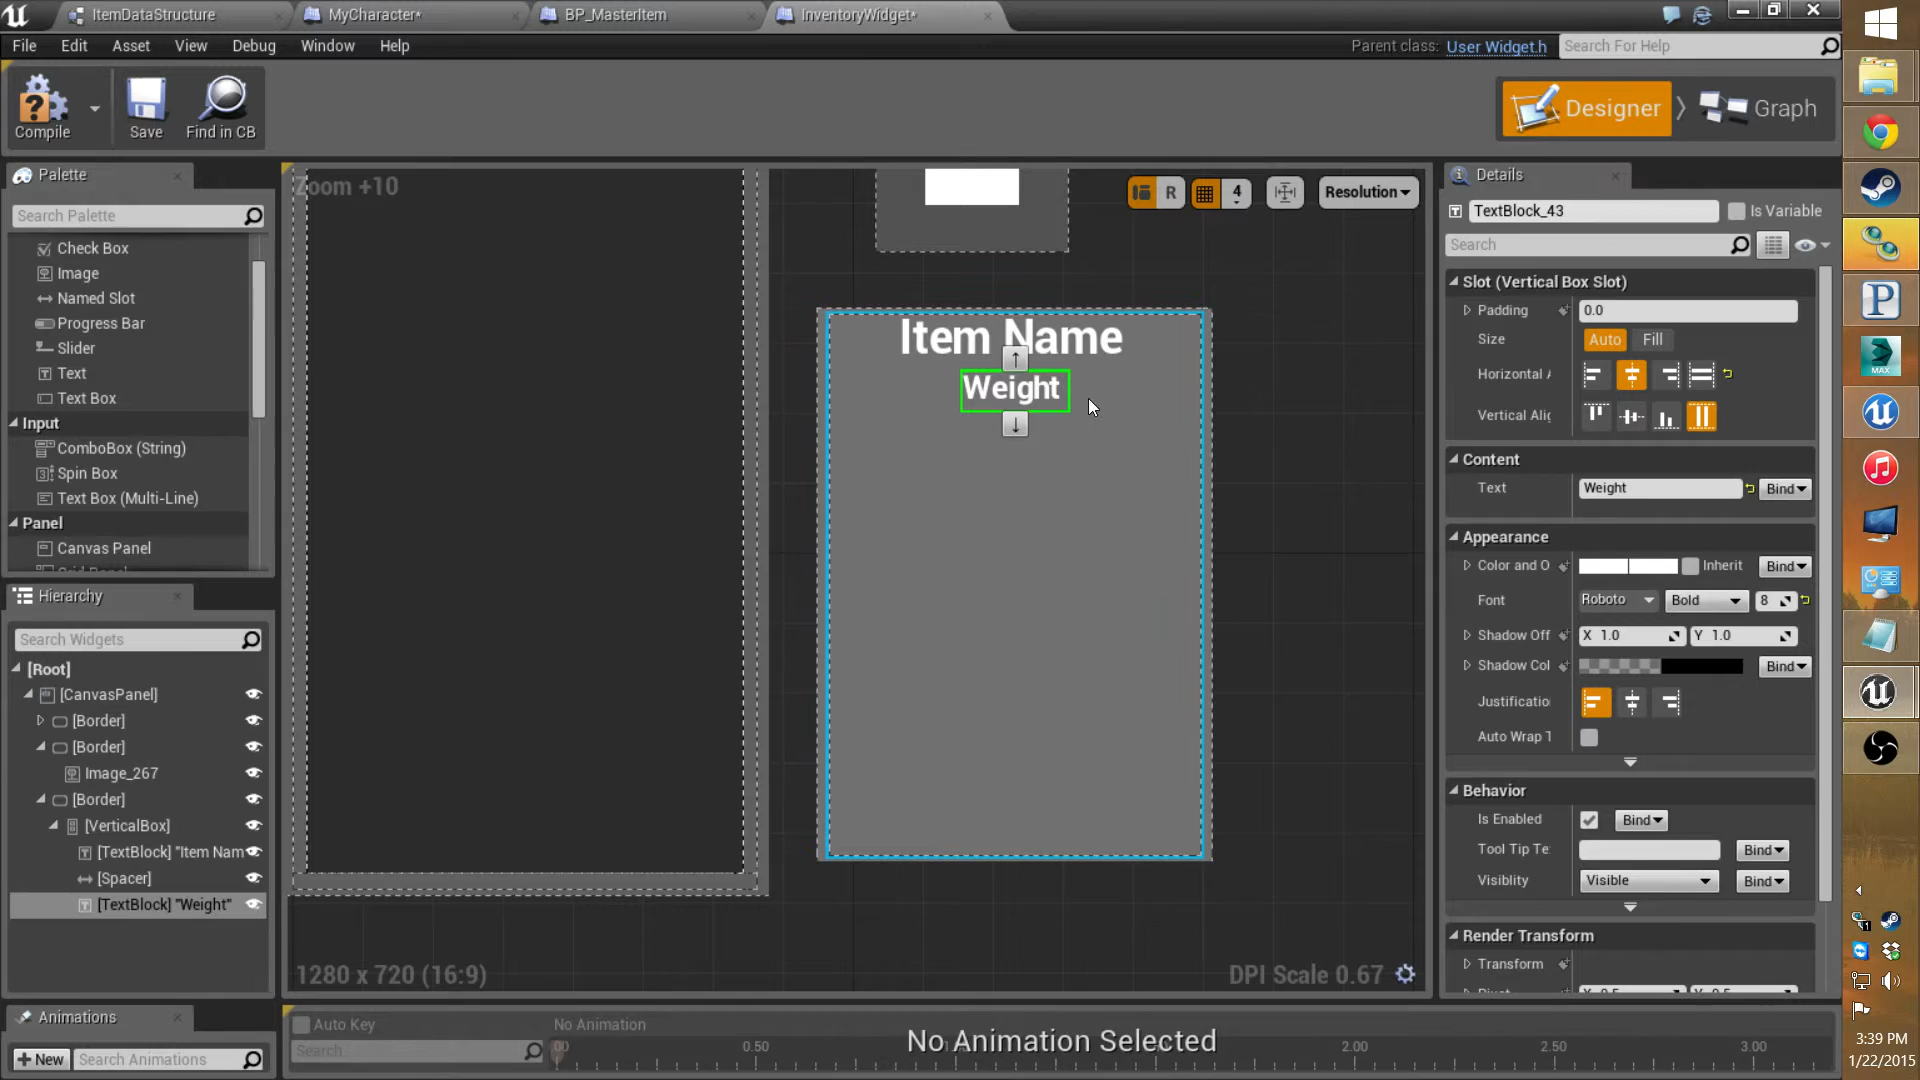 ItemDataStructure
MyCharacter*
BP_MasterItem
InventoryWidget*
File
Edit
Asset
View
Debug
Window
Help
Parent class:
User Widget.h
Search For Help
Compile
Save
Find in CB
Designer
Graph
Palette
Search Palette
Check Box
Image
Named Slot
Progress Bar
Slider
Text
Text Box
Input
ComboBox (String)
Spin Box
Text Box (Multi-Line)
Panel
Canvas Panel
Hierarchy
Search Widgets
[Root]
[CanvasPanel]
[Border]
[Border]
Image_267
[Border]
[VerticalBox]
[TextBlock] "Item Nam
[Spacer]
[TextBlock] "Weight"
Animations
+ New
Search Animations
Zoom +10
R
4
Resolution
Item Name
Weight
1280 x 720 (16:9)
DPI Scale 0.67
Auto Key
Search
No Animation
No Animation Selected
0.50
2.00
2.50
3.00
Details
TextBlock_43
Is Variable
Search
Slot (Vertical Box Slot)
Padding
0.0
Size
Auto
Fill
Horizontal A
Vertical Alig
Content
Text
Weight
Bind
Appearance
Color and O
Inherit
Bind
Font
Roboto
Bold
8
Shadow Off
X 1.0
Y 1.0
Shadow Col
Bind
Justificatio
Auto Wrap T
Behavior
Is Enabled
Bind
Tool Tip Te
Bind
Visiblity
Visible
Bind
Render Transform
Transform
3:39 PM
1/22/2015